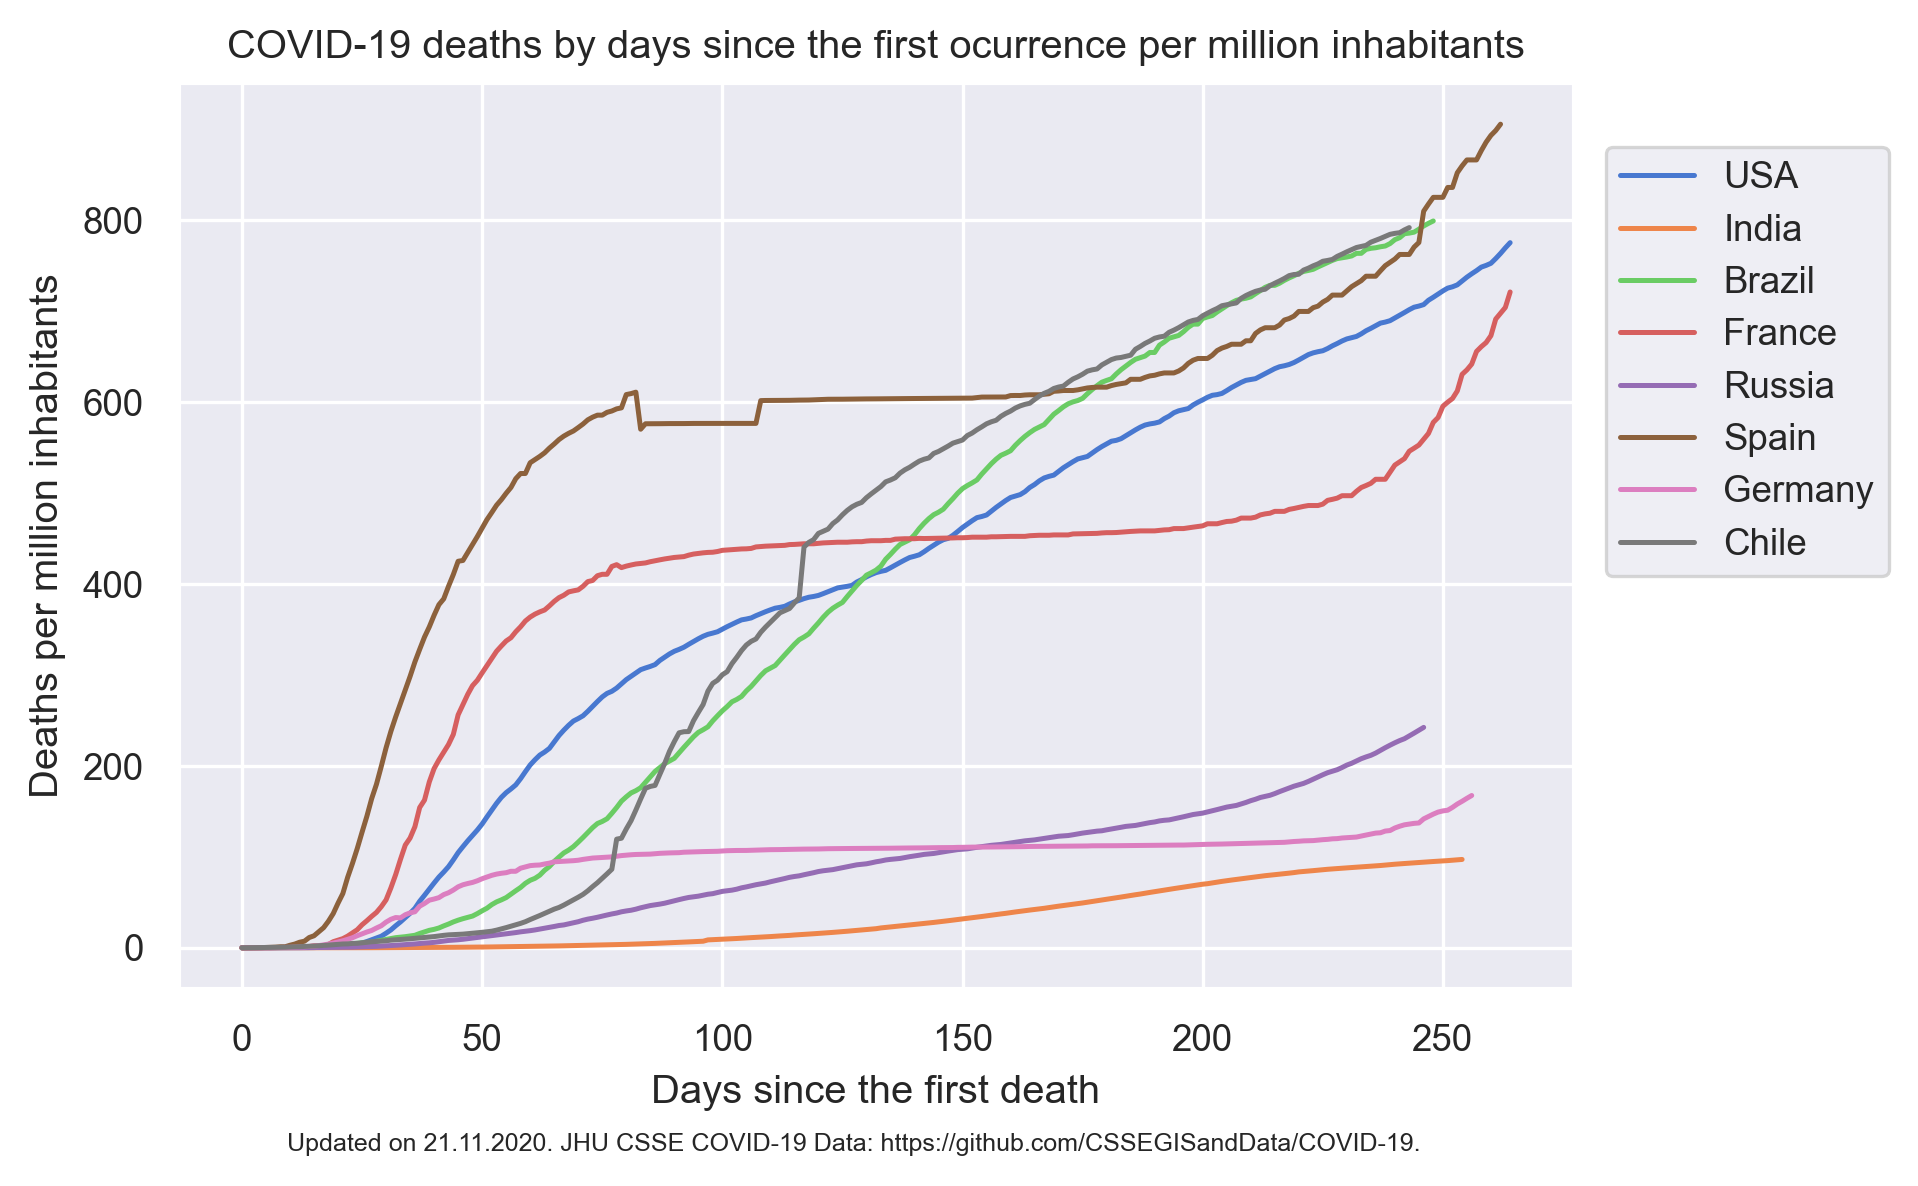 COVID-19 deaths by days since the first ocurrence per million inhabitants
Deaths per million inhabitants
800
600
400
200
0
0 50 100 150 200 250
Days since the first death
USA
India
Brazil
France
Russia
Spain
Germany
Chile
Updated on 21.11.2020. JHU CSSE COVID-19 Data: https://github.com/CSSEGISandData/COVID-19.